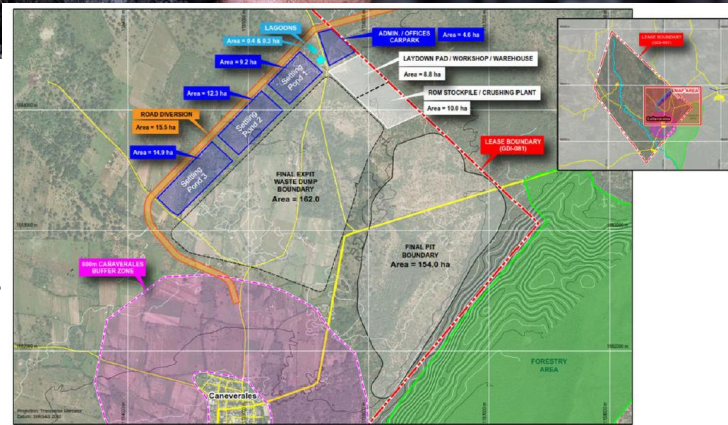 LAGOONS
Area = 0.4 & 0.3 ha
ADMIN. / OFFICES
CARPARK
Area = 4.6 ha
Area = 9.2 ha
LAYDOWN PAD / WORKSHOP / WAREHOUSE
Area = 8.8 ha
Settling
Pond 1
Area = 12.3 ha
ROM STOCKPILE / CRUSHING PLANT
Area = 10.0 ha
ROAD DIVERSION
Area = 15.5 ha
Settling
Pond 2
Area = 14.9 ha
LEASE BOUNDARY
(GDI-081)
Settling
Pond 3
FINAL EXPIT
WASTE DUMP
BOUNDARY
Area = 162.0
FINAL PIT
BOUNDARY
Area = 154.0 ha
500m CAÑAVERALES
BUFFER ZONE
FORESTRY
AREA
Caneverales
LEASE BOUNDARY
(GDI-081)
MAP AREA